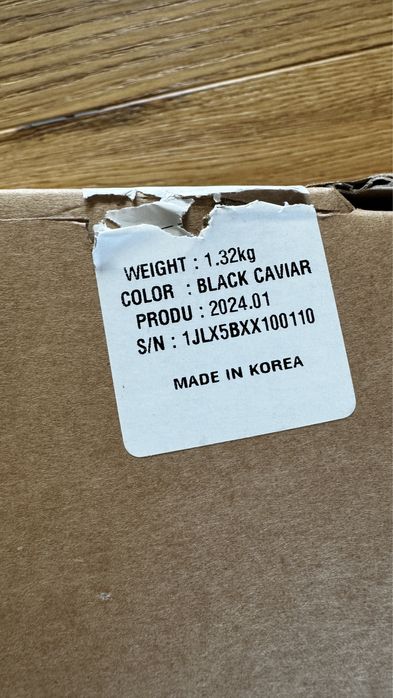 WEIGHT : 1.32kg
COLOR : BLACK CAVIAR
PRODU : 2024.01
S/N : 1JLX5BXX100110
MADE IN KOREA